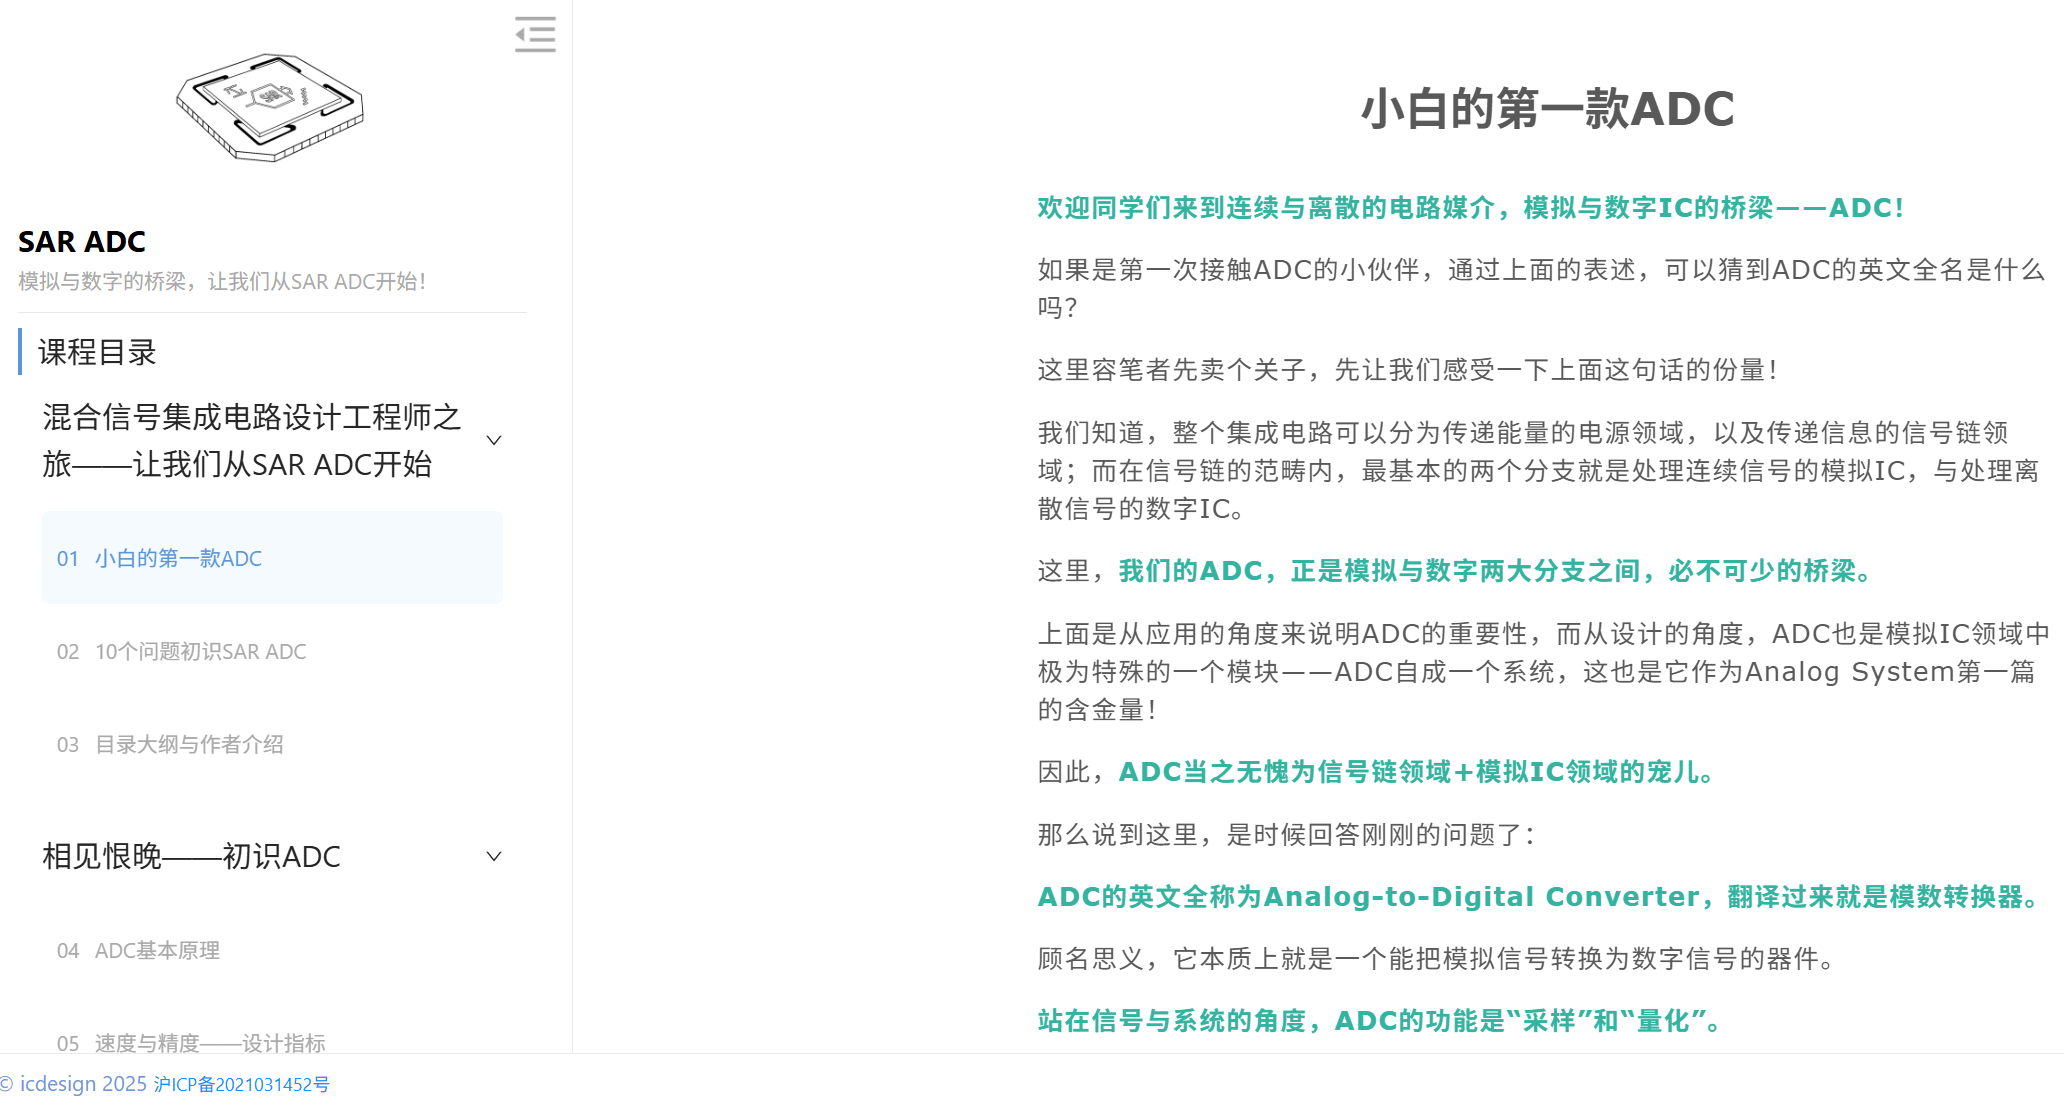 SAR ADC
模拟与数字的桥梁，让我们从SAR ADC开始！
课程目录
混合信号集成电路设计工程师之
旅——让我们从SAR ADC开始
01 小白的第一款ADC
02 10个问题初识SAR ADC
03 目录大纲与作者介绍
相见恨晚——初识ADC
04 ADC基本原理
05 速度与精度——设计指标
小白的第一款ADC
欢迎同学们来到连续与离散的电路媒介，模拟与数字IC的桥梁——ADC！
如果是第一次接触ADC的小伙伴，通过上面的表述，可以猜到ADC的英文全名是什么
吗？
这里容笔者先卖个关子，先让我们感受一下上面这句话的份量！
我们知道，整个集成电路可以分为传递能量的电源领域，以及传递信息的信号链领
域；而在信号链的范畴内，最基本的两个分支就是处理连续信号的模拟IC，与处理离
散信号的数字IC。
这里，我们的ADC，正是模拟与数字两大分支之间，必不可少的桥梁。
上面是从应用的角度来说明ADC的重要性，而从设计的角度，ADC也是模拟IC领域中
极为特殊的一个模块——ADC自成一个系统，这也是它作为Analog System第一篇
的含金量！
因此，ADC当之无愧为信号链领域+模拟IC领域的宠儿。
那么说到这里，是时候回答刚刚的问题了：
ADC的英文全称为Analog-to-Digital Converter，翻译过来就是模数转换器。
顾名思义，它本质上就是一个能把模拟信号转换为数字信号的器件。
站在信号与系统的角度，ADC的功能是“采样”和“量化”。
© icdesign 2025 沪ICP备2021031452号